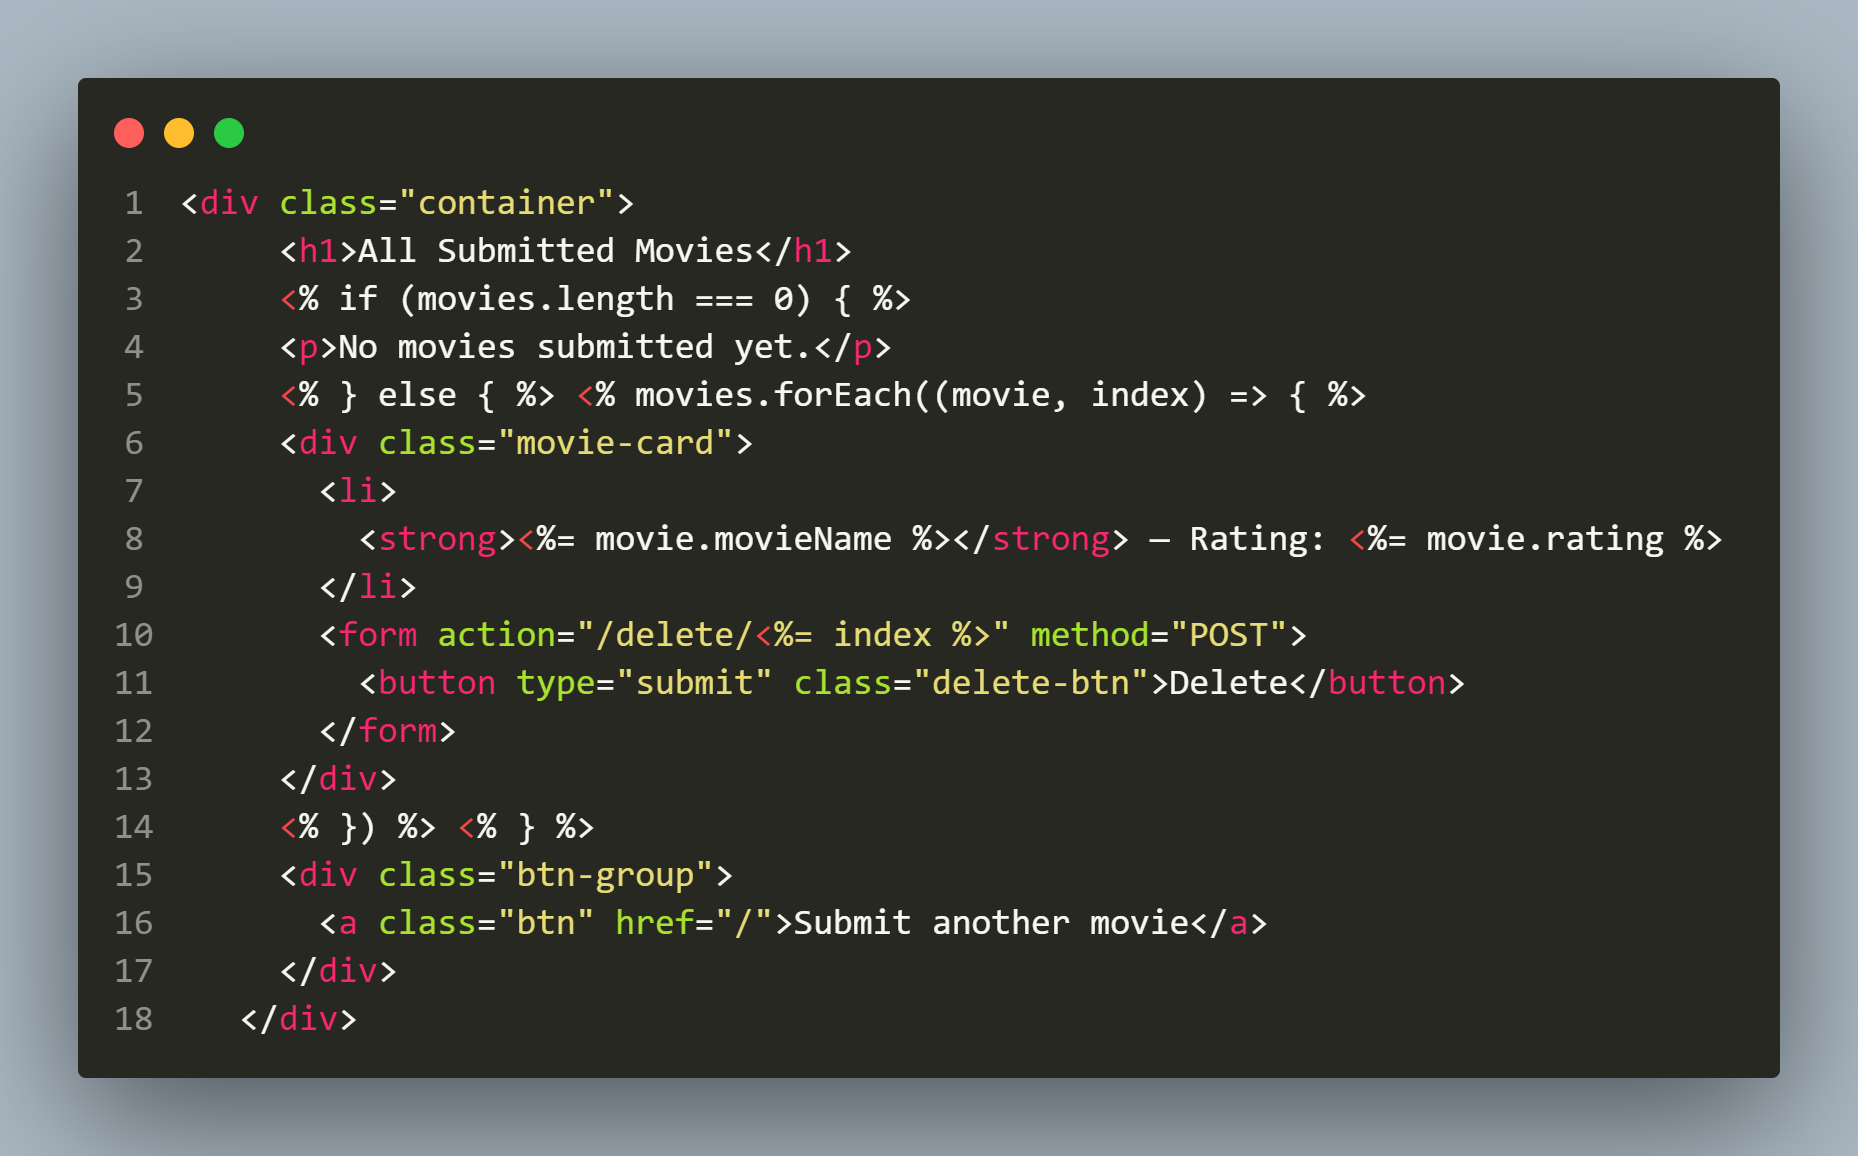 1 <div class="container">
2      <h1>All Submitted Movies</h1>
3      <% if (movies.length === 0) { %>
4      <p>No movies submitted yet.</p>
5      <% } else { %> <% movies.forEach((movie, index) => { %>
6      <div class="movie-card">
7        <li>
8          <strong><%= movie.movieName %></strong> — Rating: <%= movie.rating %>
9        </li>
10        <form action="/delete/<%= index %>" method="POST">
11          <button type="submit" class="delete-btn">Delete</button>
12        </form>
13      </div>
14      <% }) %> <% } %>
15      <div class="btn-group">
16        <a class="btn" href="/">Submit another movie</a>
17      </div>
18    </div>